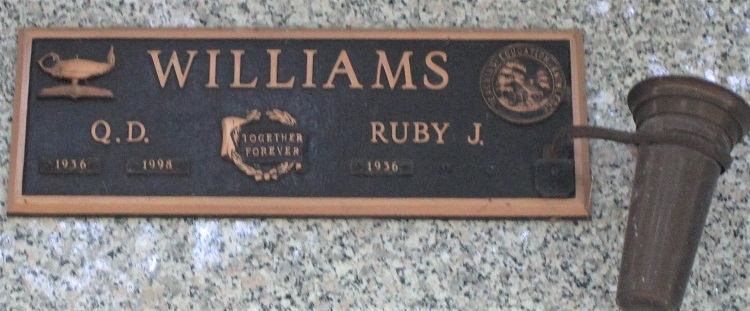 WILLIAMS
Q.D.
1936 1998
TOGETHER
FOREVER
RUBY J.
1936